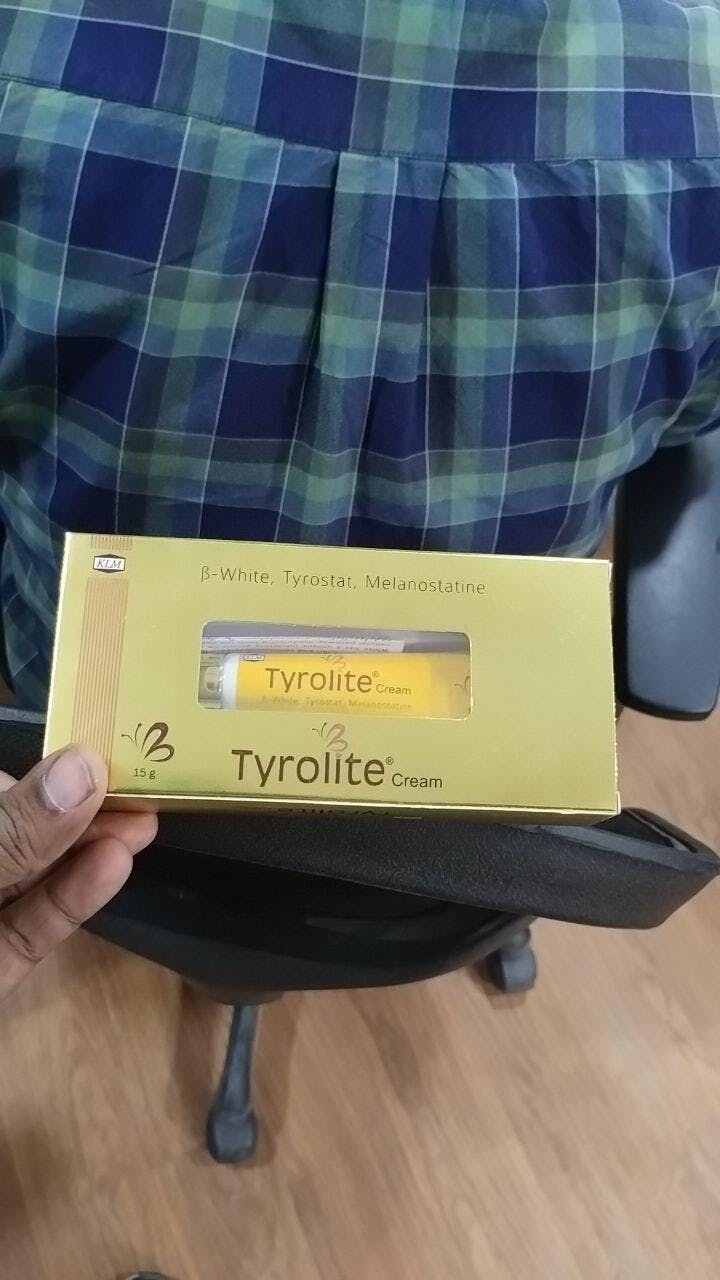 KLM
β-White, Tyrostat, Melanostatine
Tyrolite® Cream
β-White, Tyrostat, Melanostatine
15 g
Tyrolite® Cream